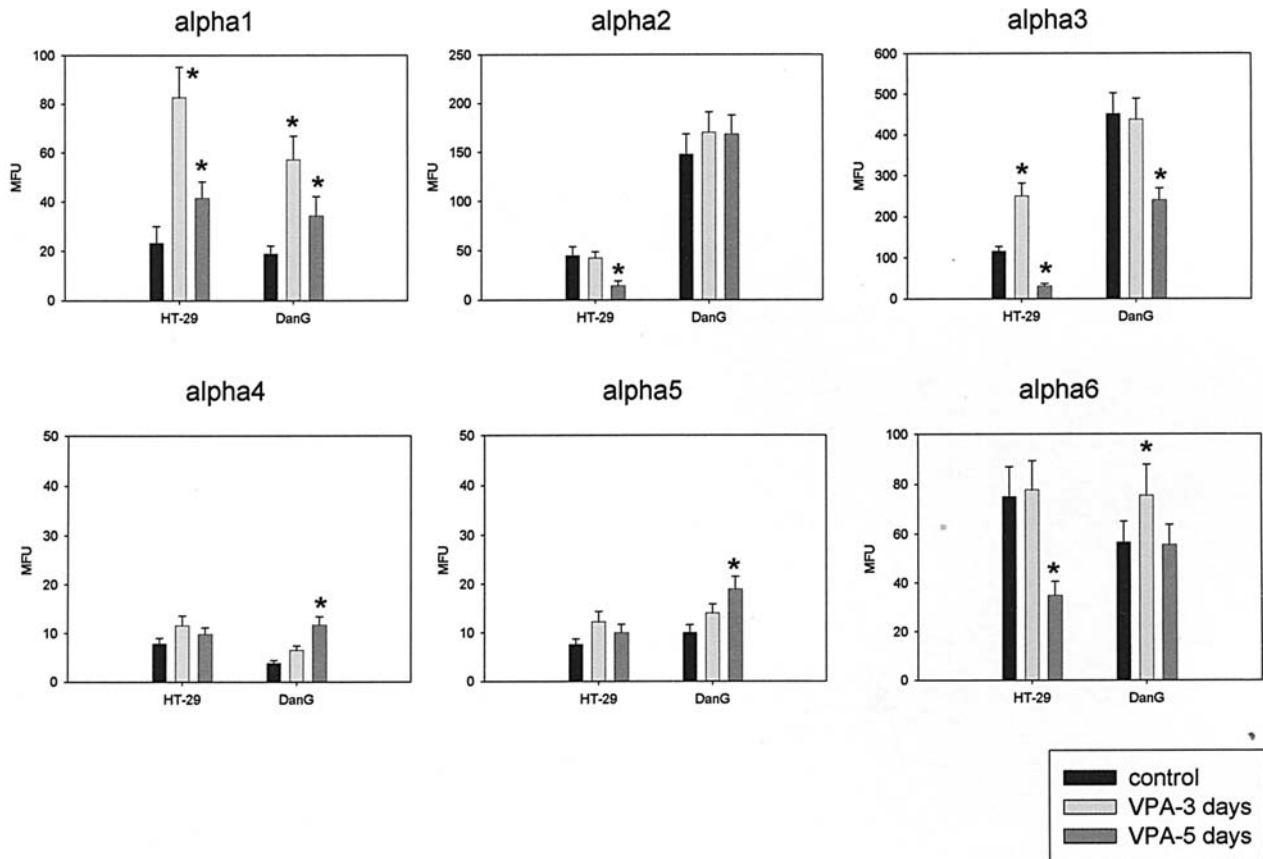 alpha1
alpha2
alpha3
100
80
60
40
20
0
MFU
*
*
*
*
HT-29
DanG
250
200
150
100
50
0
MFU
*
HT-29
DanG
600
500
400
300
200
100
0
MFU
*
*
*
HT-29
DanG
alpha4
alpha5
alpha6
50
40
30
20
10
0
MFU
*
HT-29
DanG
50
40
30
20
10
0
MFU
*
HT-29
DanG
100
80
60
40
20
0
MFU
*
*
HT-29
DanG
control
VPA-3 days
VPA-5 days